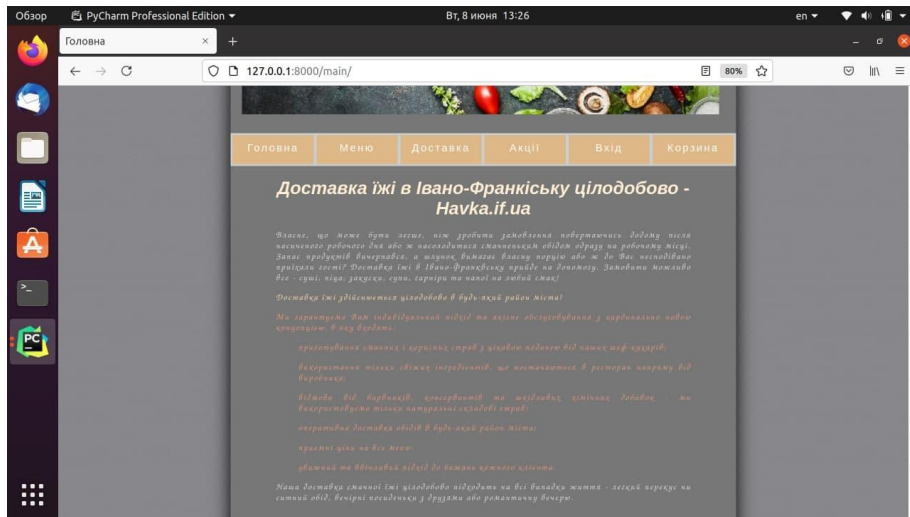 Обзор PyCharm Professional Edition Вт, 8 июня 13:26 en
Головна × +
127.0.0.1:8000/main/ 80%
Головна Меню Доставка Акції Вхід Корзина
Доставка їжі в Івано-Франкіську цілодобово -
Havka.if.ua
Власне, що може бути легше, ніж зробити замовлення повертаючись додому після
насиченого робочого дня або ж насолодитися смачненьким обідом одразу на робочому місці.
Запас продуктів вичерпався, а шлунок вимагає власну порцію або ж до Вас несподівано
приїхали гості? Доставка їжі в Івано-Франквську прийде на допомогу. Замовити можливо
все - суші, піца, закуски, супи, гарніри та напої на любий смак!
Доставка їжі здійснюється цілодобово в будь-який район міста!
Ми гарантуємо Вам індивідуальний підхід та якісне обслуговування з кардинально новою
концепцією, в яку входить:
приготування смачних і корисних страв з цікавою подачею від наших шеф-кухарів;
використання тільки свіжих інгредієнтів, що постачаються в ресторан напряму від
виробника;
відмова від барвників, консервантів та шкідливих хімічних добавок - ми
використовуємо тільки натуральні складові страв;
оперативна доставка обідів в будь-який район міста;
приємні ціни на все меню;
уважний та ввічливий підхід до бажань кожного клієнта.
Наша доставка смачної їжі цілодобово підходить на всі випадки життя - легкий перекус чи
ситний обід, вечірні посиденьки з друзями або романтичну вечерю.